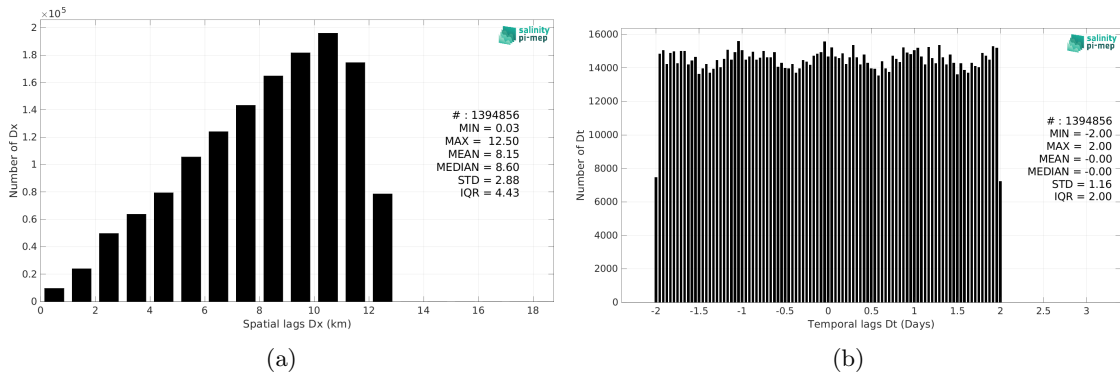 ×10⁵
2
1.8
1.6
1.4
1.2
1
0.8
0.6
0.4
0.2
0
Number of Dx
0 2 4 6 8 10 12 14 16 18
Spatial lags Dx (km)
salinity
pi-mep
# : 1394856
MIN = 0.03
MAX = 12.50
MEAN = 8.15
MEDIAN = 8.60
STD = 2.88
IQR = 4.43
(a)
16000
14000
12000
10000
8000
6000
4000
2000
0
Number of Dt
-2 -1.5 -1 -0.5 0 0.5 1 1.5 2 2.5 3
Temporal lags Dt (Days)
salinity
pi-mep
# : 1394856
MIN = -2.00
MAX = 2.00
MEAN = -0.00
MEDIAN = -0.00
STD = 1.16
IQR = 2.00
(b)